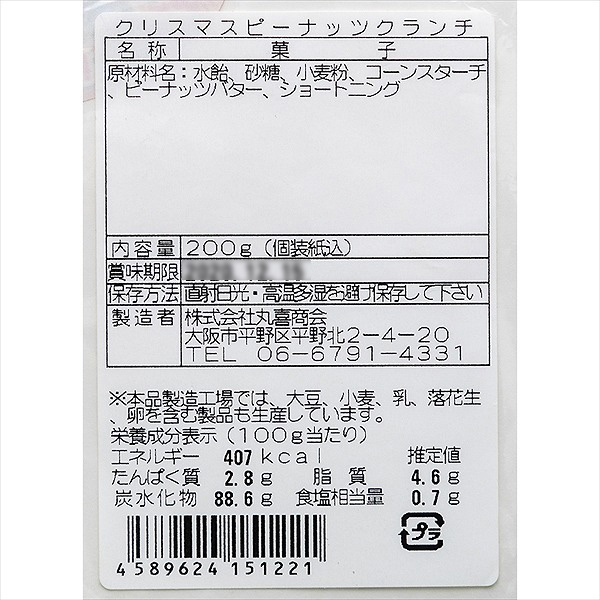 クリスマスピーナッツクランチ
名称 菓子
原材料名：水飴、砂糖、小麦粉、コーンスターチ
、ピーナッツバター、ショートニング
内容量 200g（個装紙込）
賞味期限
保存方法 直射日光・高温多湿を避け保存して下さい
製造者 株式会社丸喜商会
大阪市平野区平野北2-4-20
TEL 06-6791-4331
※本品製造工場では、大豆、小麦、乳、落花生
、卵を含む製品も生産しています。
栄養成分表示（100g当たり）
エネルギー 407kcal 推定値
たんぱく質 2.8g 脂質 4.6g
炭水化物 88.6g 食塩相当量 0.7g
プラ
4589624 151221